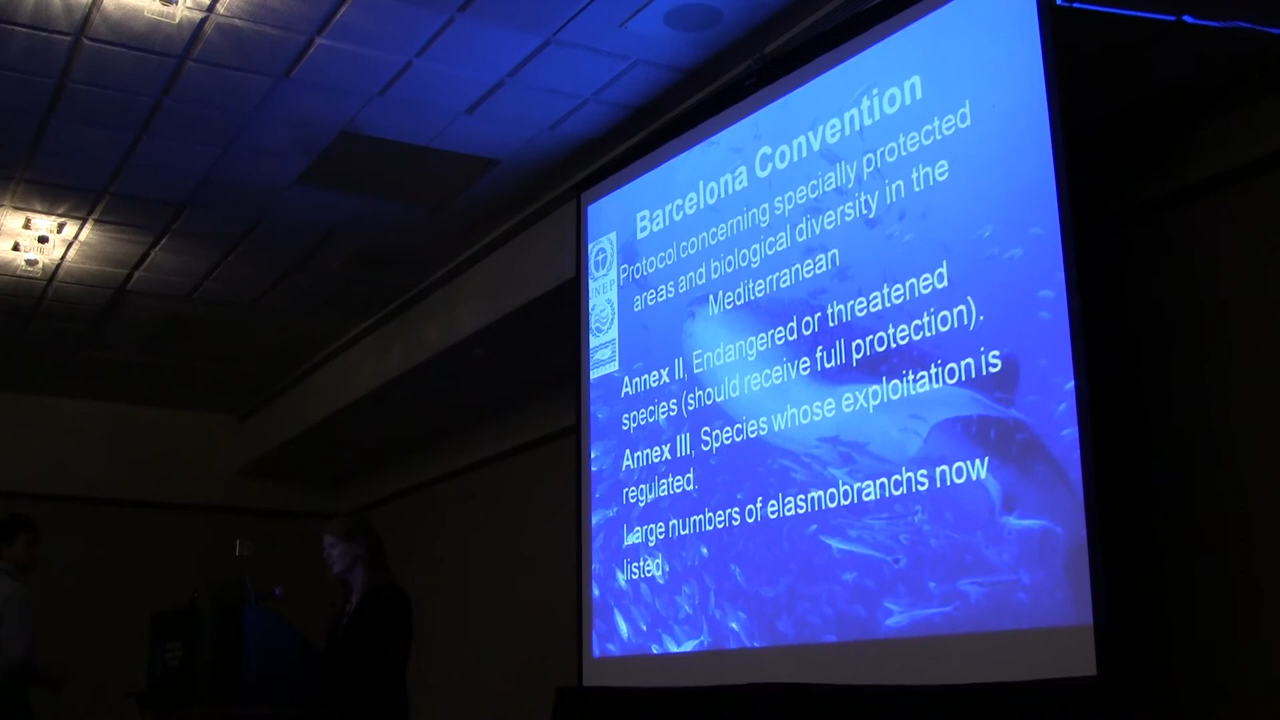 Barcelona Convention
Protocol concerning specially protected
areas and biological diversity in the
Mediterranean
UNEP
Annex II, Endangered or threatened
species (should receive full protection).
Annex III, Species whose exploitation is
regulated.
Large numbers of elasmobranchs now
listed